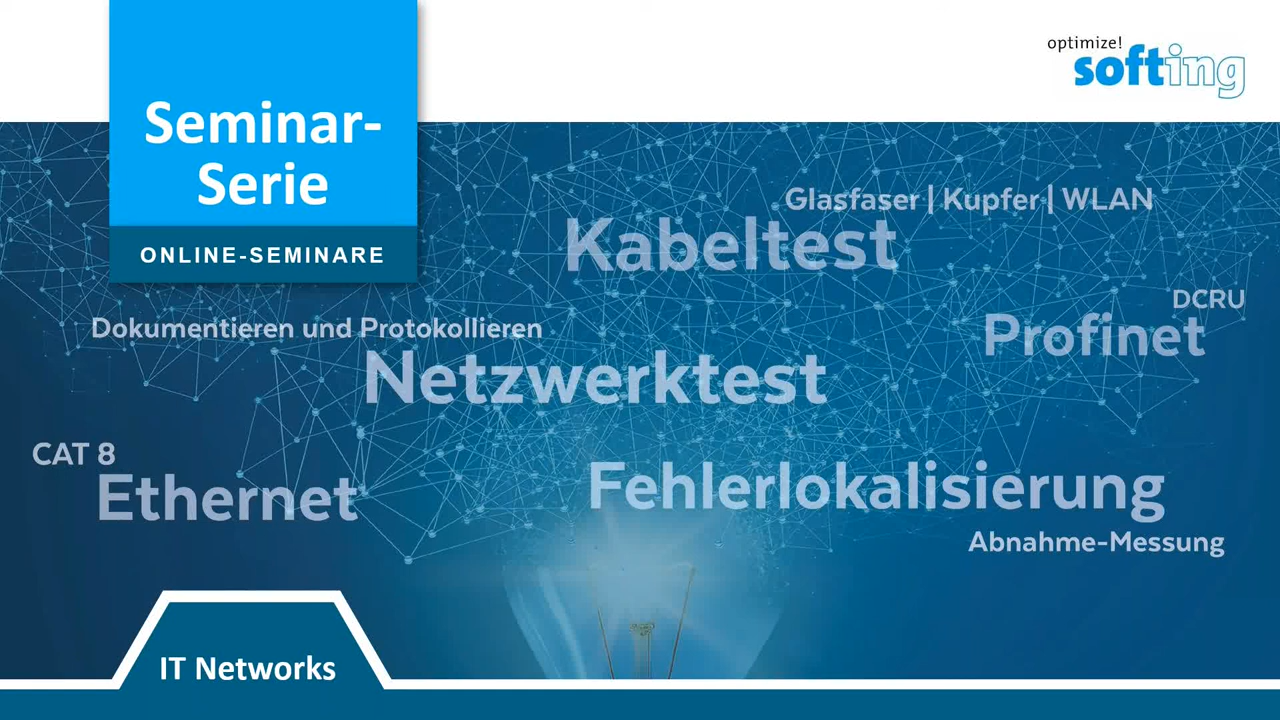 optimize!
softing
Seminar-
Serie
ONLINE-SEMINARE
Glasfaser | Kupfer | WLAN
Kabeltest
DCRU
Profinet
Dokumentieren und Protokollieren
Netzwerktest
CAT 8
Ethernet
Fehlerlokalisierung
Abnahme-Messung
IT Networks